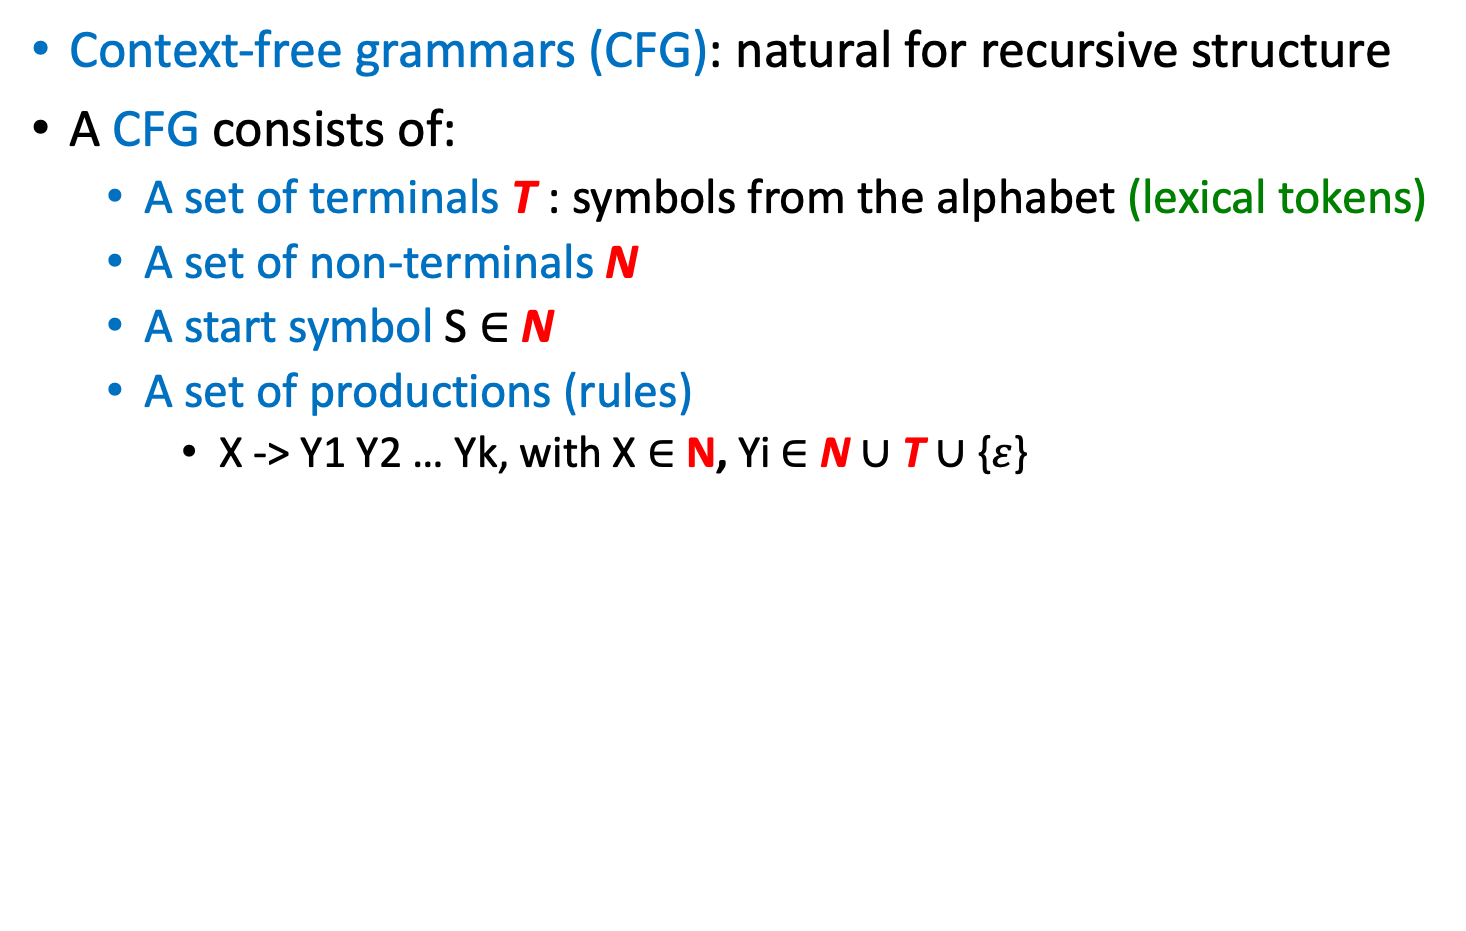 • Context-free grammars (CFG): natural for recursive structure
• A CFG consists of:
• A set of terminals T : symbols from the alphabet (lexical tokens)
• A set of non-terminals N
• A start symbol S ∈ N
• A set of productions (rules)
• X -> Y1 Y2 … Yk, with X ∈ N, Yi ∈ N ∪ T ∪ {ε}